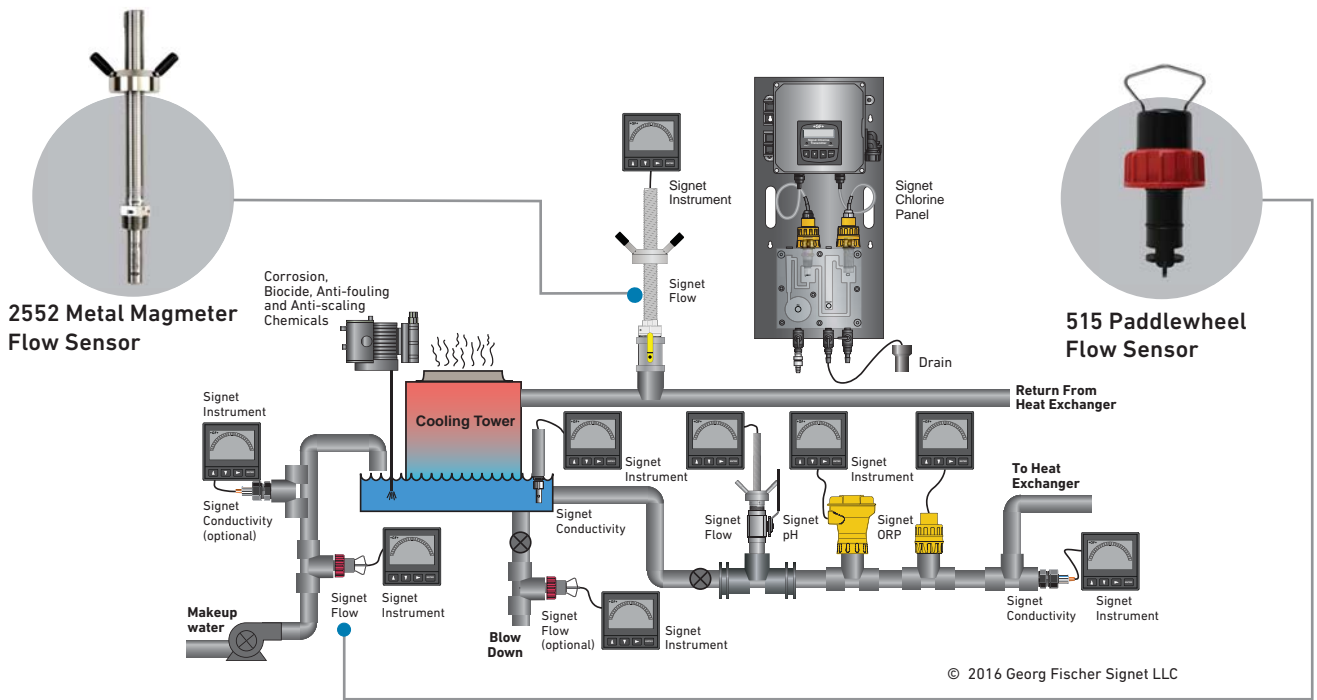 2552 Metal Magmeter
Flow Sensor
Signet
Instrument
Signet
Flow
Signet
Chlorine
Panel
Drain
515 Paddlewheel
Flow Sensor
Corrosion,
Biocide, Anti-fouling
and Anti-scaling
Chemicals
Return From
Heat Exchanger
Signet
Instrument
Cooling Tower
Signet
Instrument
Signet
Instrument
To Heat
Exchanger
Signet
Conductivity
(optional)
Signet
Conductivity
Signet
Flow
Signet
pH
Signet
ORP
Signet
Flow
Signet
Instrument
Signet
Conductivity
Signet
Instrument
Makeup
water
Blow
Down
Signet
Flow
(optional)
Signet
Instrument
© 2016 Georg Fischer Signet LLC